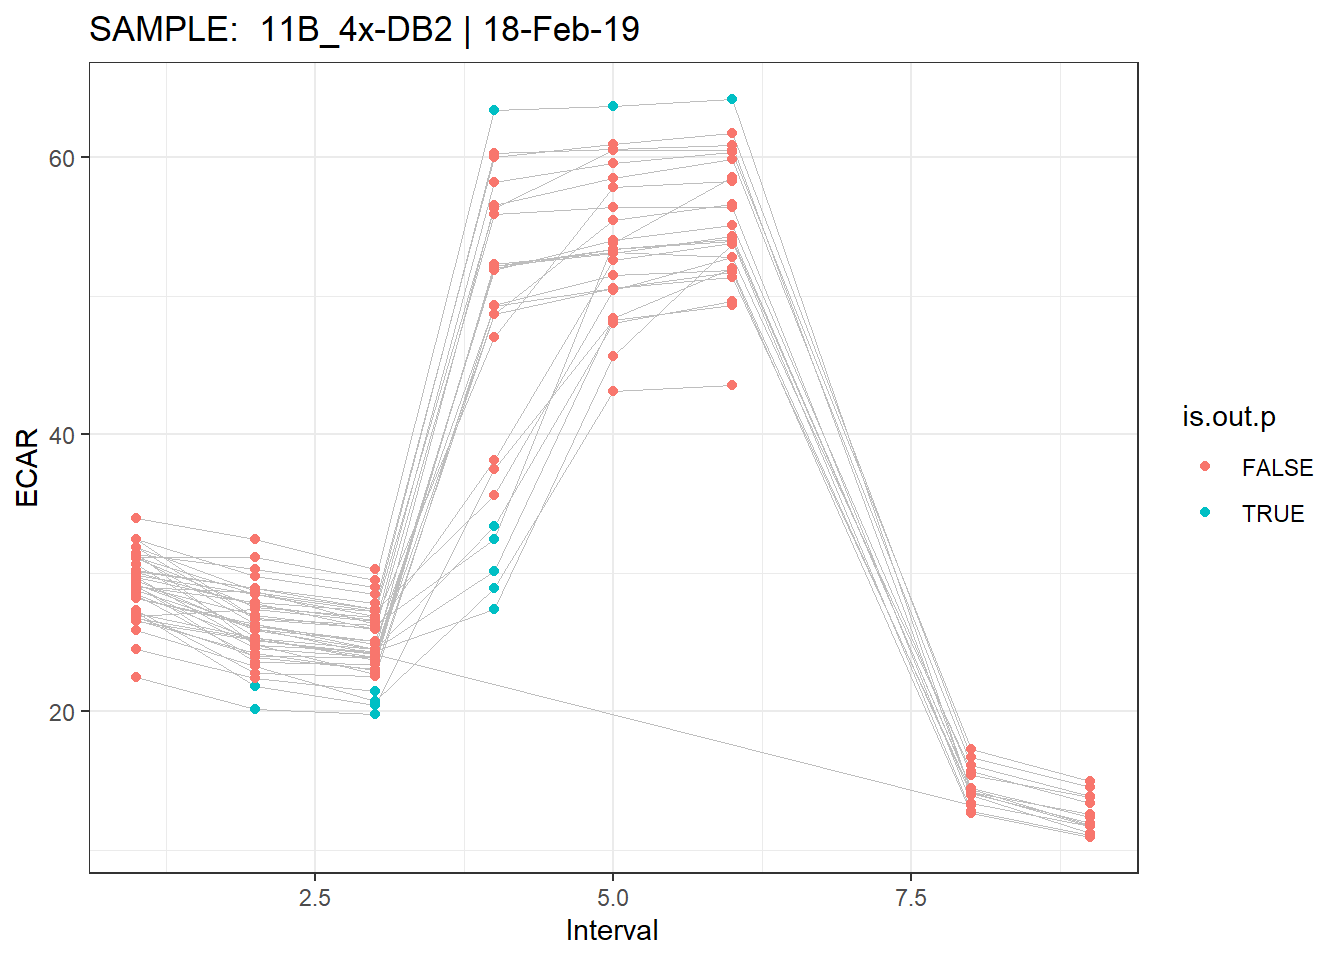 SAMPLE:  11B_4x-DB2 | 18-Feb-19
60
40
20
ECAR
2.5
5.0
7.5
Interval
is.out.p
FALSE
TRUE